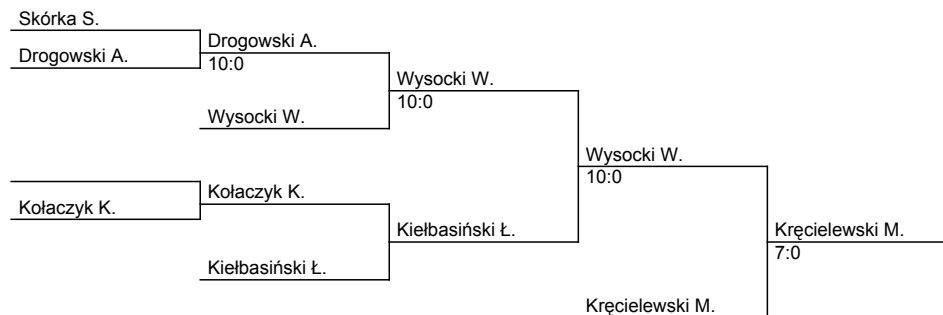 Skórka S.
Drogowski A.
Drogowski A.
10:0
Wysocki W.
10:0
Wysocki W.
Wysocki W.
10:0
Kołaczyk K.
Kołaczyk K.
Kiełbasiński Ł.
Kręcielewski M.
7:0
Kiełbasiński Ł.
Kręcielewski M.